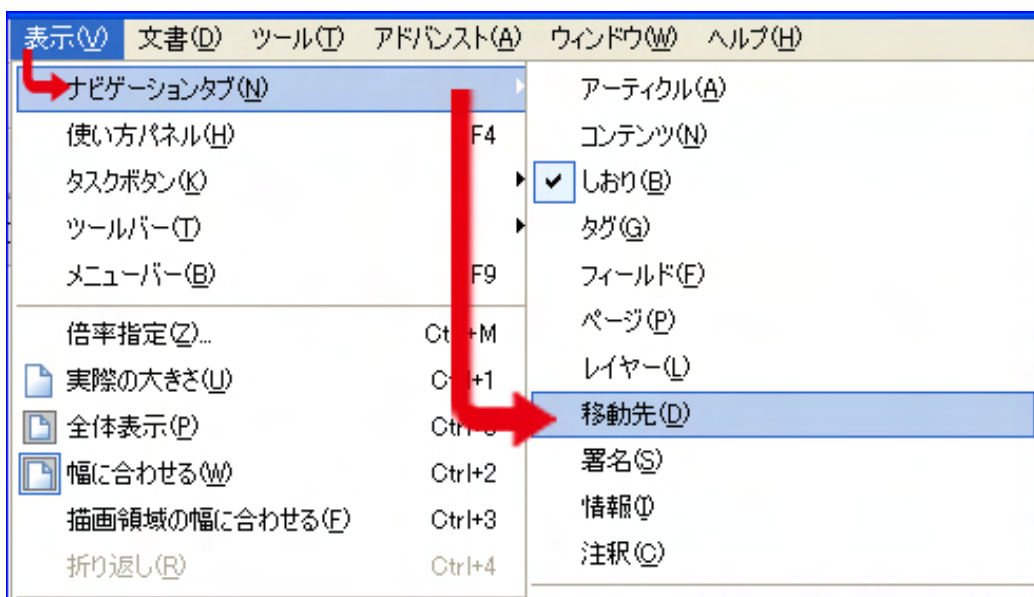 表示(V) 文書(D) ツール(T) アドバンスト(A) ウィンドウ(W) ヘルプ(H)
ナビゲーションタブ(N)
使い方パネル(H) F4
タスクボタン(K)
ツールバー(T)
メニューバー(B) F9
倍率指定(Z)... Ctrl+M
実際の大きさ(U) Ctrl+1
全体表示(P)
幅に合わせる(W) Ctrl+2
描画領域の幅に合わせる(F) Ctrl+3
折り返し(R) Ctrl+4
アーティクル(A)
コンテンツ(N)
しおり(B)
タグ(G)
フィールド(F)
ページ(P)
レイヤー(L)
移動先(D)
署名(S)
情報(I)
注釈(C)